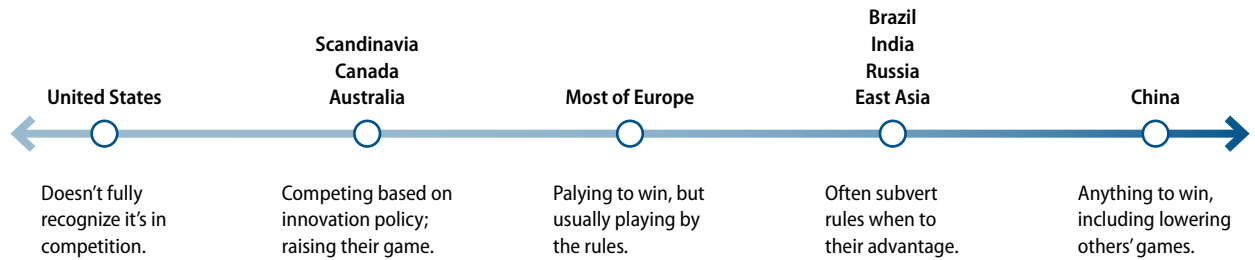 United States
Doesn't fully
recognize it's in
competition.
Scandinavia
Canada
Australia
Competing based on
innovation policy;
raising their game.
Most of Europe
Palying to win, but
usually playing by
the rules.
Brazil
India
Russia
East Asia
Often subvert
rules when to
their advantage.
China
Anything to win,
including lowering
others' games.